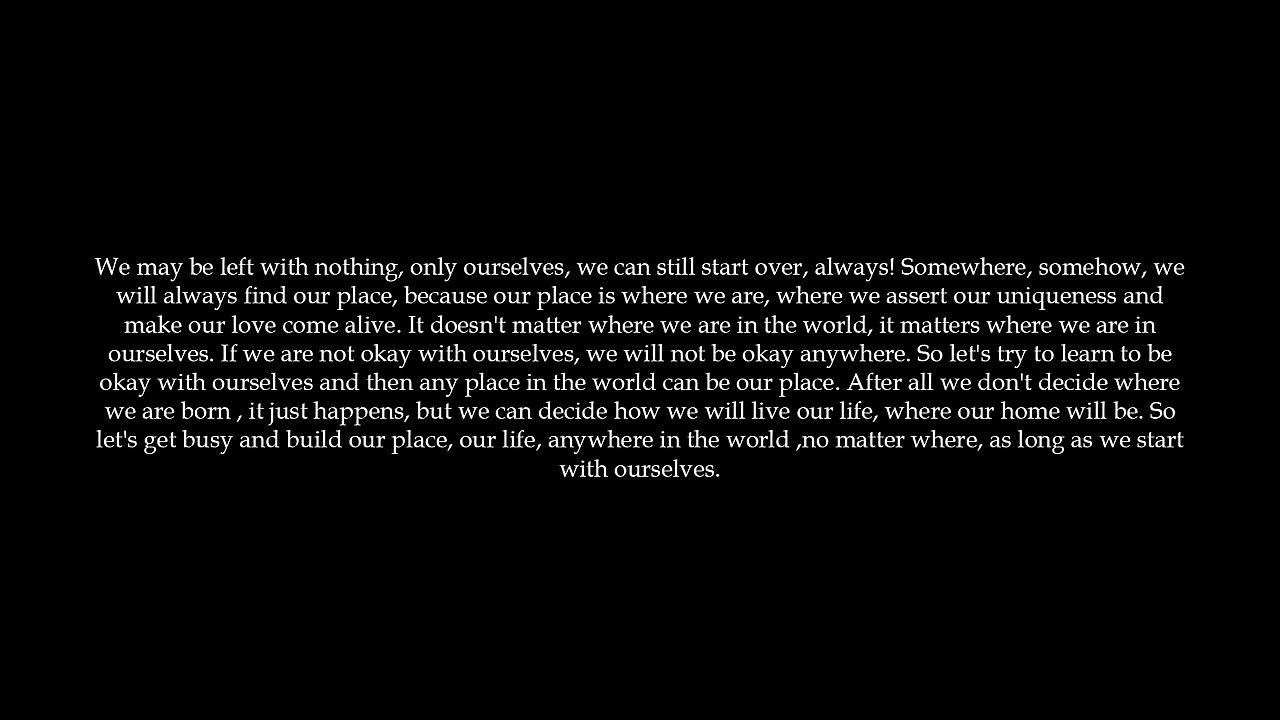 We may be left with nothing, only ourselves, we can still start over, always! Somewhere, somehow, we
will always find our place, because our place is where we are, where we assert our uniqueness and
make our love come alive. It doesn't matter where we are in the world, it matters where we are in
ourselves. If we are not okay with ourselves, we will not be okay anywhere. So let's try to learn to be
okay with ourselves and then any place in the world can be our place. After all we don't decide where
we are born , it just happens, but we can decide how we will live our life, where our home will be. So
let's get busy and build our place, our life, anywhere in the world ,no matter where, as long as we start
with ourselves.